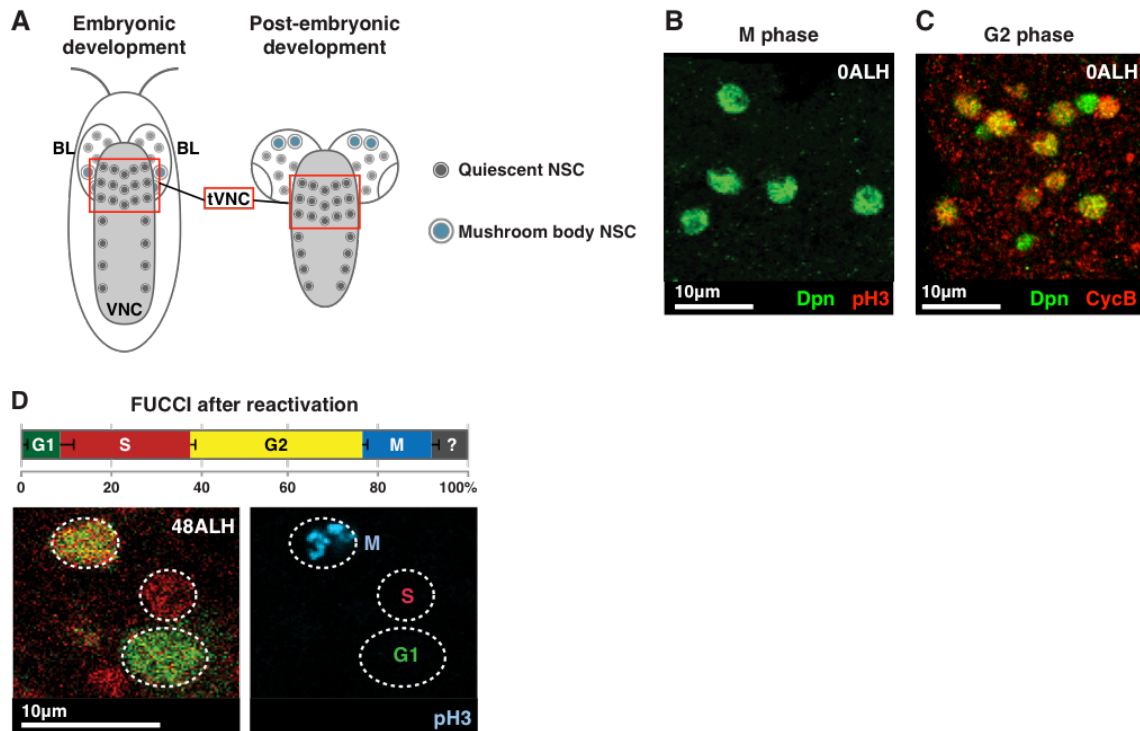 A
Embryonic
development
Post-embryonic
development
BL
BL
tVNC
VNC
Quiescent NSC
Mushroom body NSC
B
M phase
0ALH
10µm
Dpn
pH3
C
G2 phase
0ALH
10µm
Dpn
CycB
D
FUCCI after reactivation
G1
S
G2
M
?
0
20
40
60
80
100%
48ALH
10µm
M
S
G1
pH3